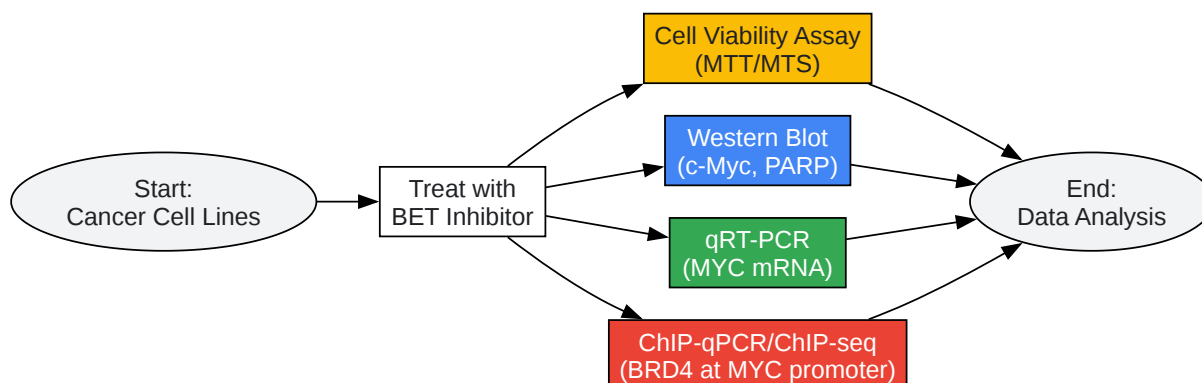 Start:
Cancer Cell Lines
Treat with
BET Inhibitor
Cell Viability Assay
(MTT/MTS)
Western Blot
(c-Myc, PARP)
qRT-PCR
(MYC mRNA)
ChIP-qPCR/ChIP-seq
(BRD4 at MYC promoter)
End:
Data Analysis